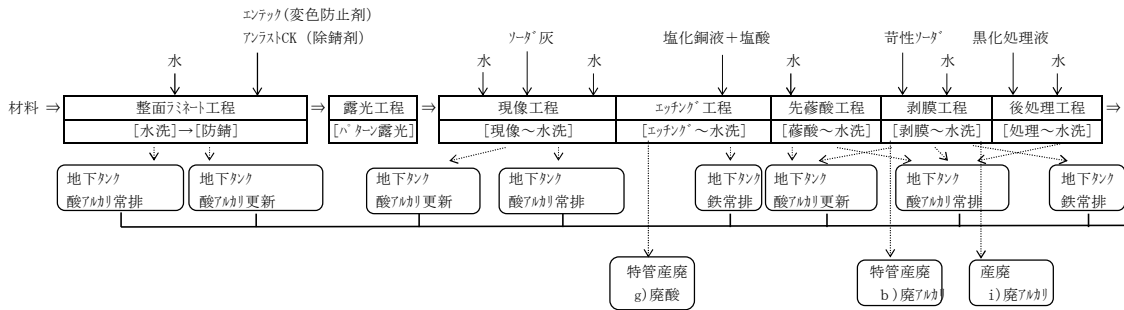 ｴﾝﾃｯｸ(変色防止剤)
ｱﾝﾗｽﾄCK (除錆剤)
ｿｰﾀﾞ灰
塩化銅液＋塩酸
苛性ｿｰﾀﾞ
黒化処理液
水
水
水
水
水
水
材料 ⇒
整面ﾗﾐﾈｰﾄ工程
⇒
露光工程
⇒
現像工程
ｴｯﾁﾝｸﾞ工程
先蓚酸工程
剥膜工程
後処理工程
⇒
[水洗]→[防錆]
[ﾊﾟﾀｰﾝ露光]
[現像～水洗]
[ｴｯﾁﾝｸﾞ～水洗]
[蓚酸～水洗]
[剥膜～水洗]
[処理～水洗]
地下ﾀﾝｸ
酸ｱﾙｶﾘ常排
地下ﾀﾝｸ
酸ｱﾙｶﾘ更新
地下ﾀﾝｸ
酸ｱﾙｶﾘ更新
地下ﾀﾝｸ
酸ｱﾙｶﾘ常排
地下ﾀﾝｸ
鉄常排
地下ﾀﾝｸ
酸ｱﾙｶﾘ更新
地下ﾀﾝｸ
酸ｱﾙｶﾘ常排
地下ﾀﾝｸ
鉄常排
特管産廃
g)廃酸
特管産廃
b)廃ｱﾙｶﾘ
産廃
i)廃ｱﾙｶﾘ